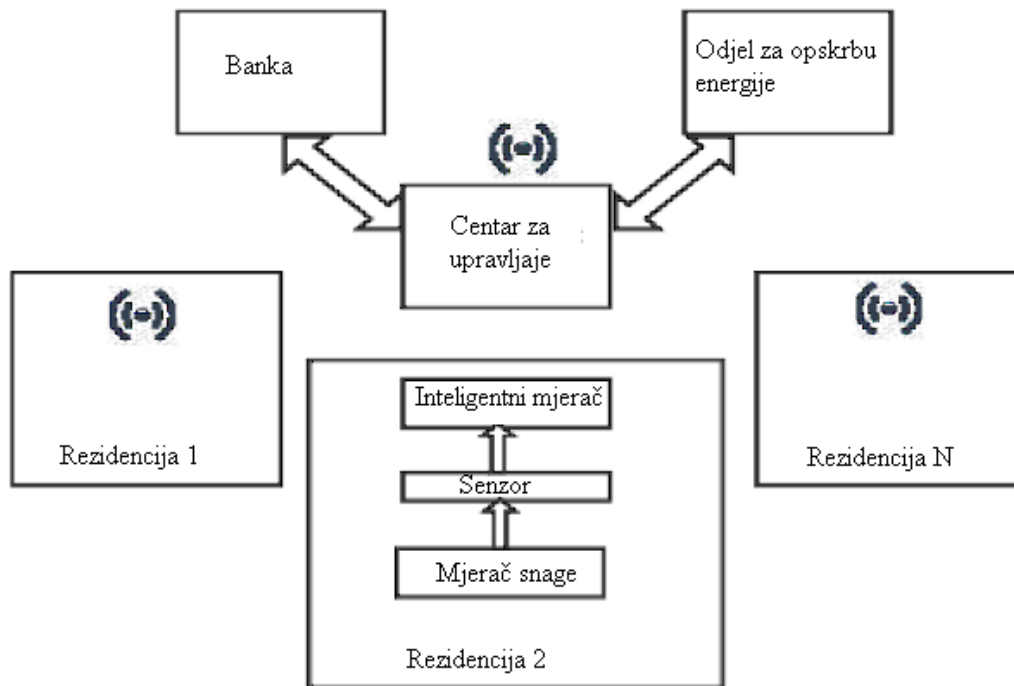 Banka
Odjel za opskrbu
energije
Centar za
upravljaje
Inteligentni mjerač
Rezidencija 1
Senzor
Rezidencija N
Mjerač snage
Rezidencija 2